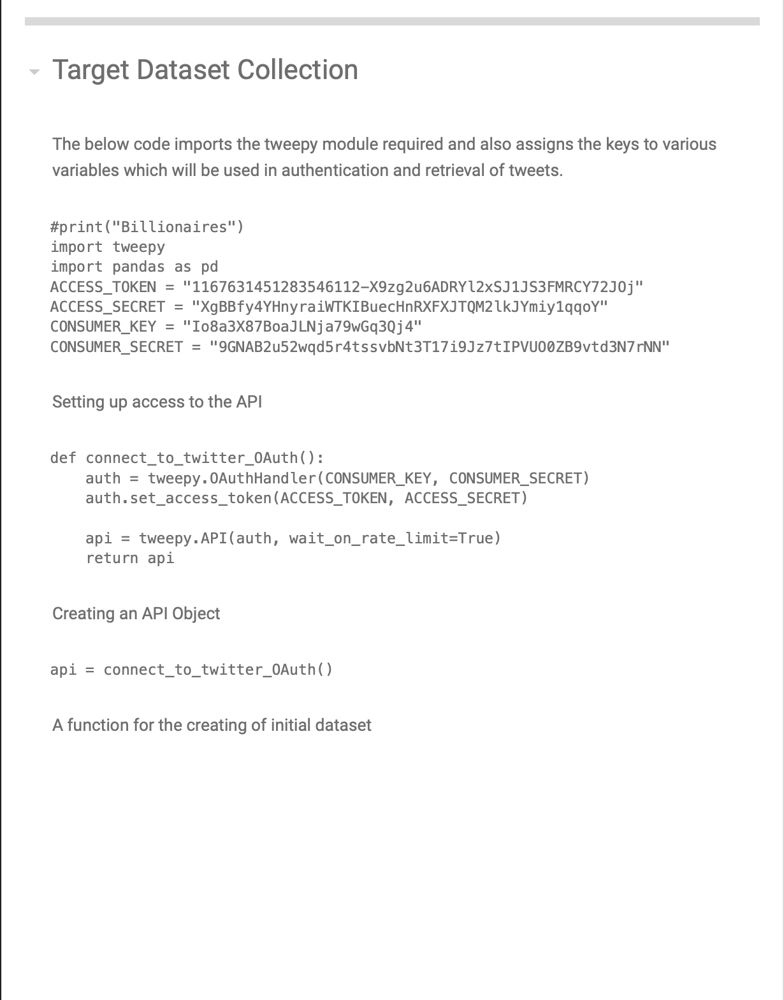 Target Dataset Collection
The below code imports the tweepy module required and also assigns the keys to various
variables which will be used in authentication and retrieval of tweets.
#print("Billionaires")
import tweepy
import pandas as pd
ACCESS_TOKEN = "1167631451283546112-X9zg2u6ADRYl2xSJ1JS3FMRCY72JOj"
ACCESS_SECRET = "XgBBfy4YHnyraiWTKIBuecHnRXFXJTQM2lkJYmiy1qqoY"
CONSUMER_KEY = "Io8a3X87BoaJLNja79wGq3Qj4"
CONSUMER_SECRET = "9GNAB2u52wqd5r4tssvbNt3T17i9Jz7tIPVUO0ZB9vtd3N7rNN"
Setting up access to the API
def connect_to_twitter_OAuth():
    auth = tweepy.OAuthHandler(CONSUMER_KEY, CONSUMER_SECRET)
    auth.set_access_token(ACCESS_TOKEN, ACCESS_SECRET)
    api = tweepy.API(auth, wait_on_rate_limit=True)
    return api
Creating an API Object
api = connect_to_twitter_OAuth()
A function for the creating of initial dataset